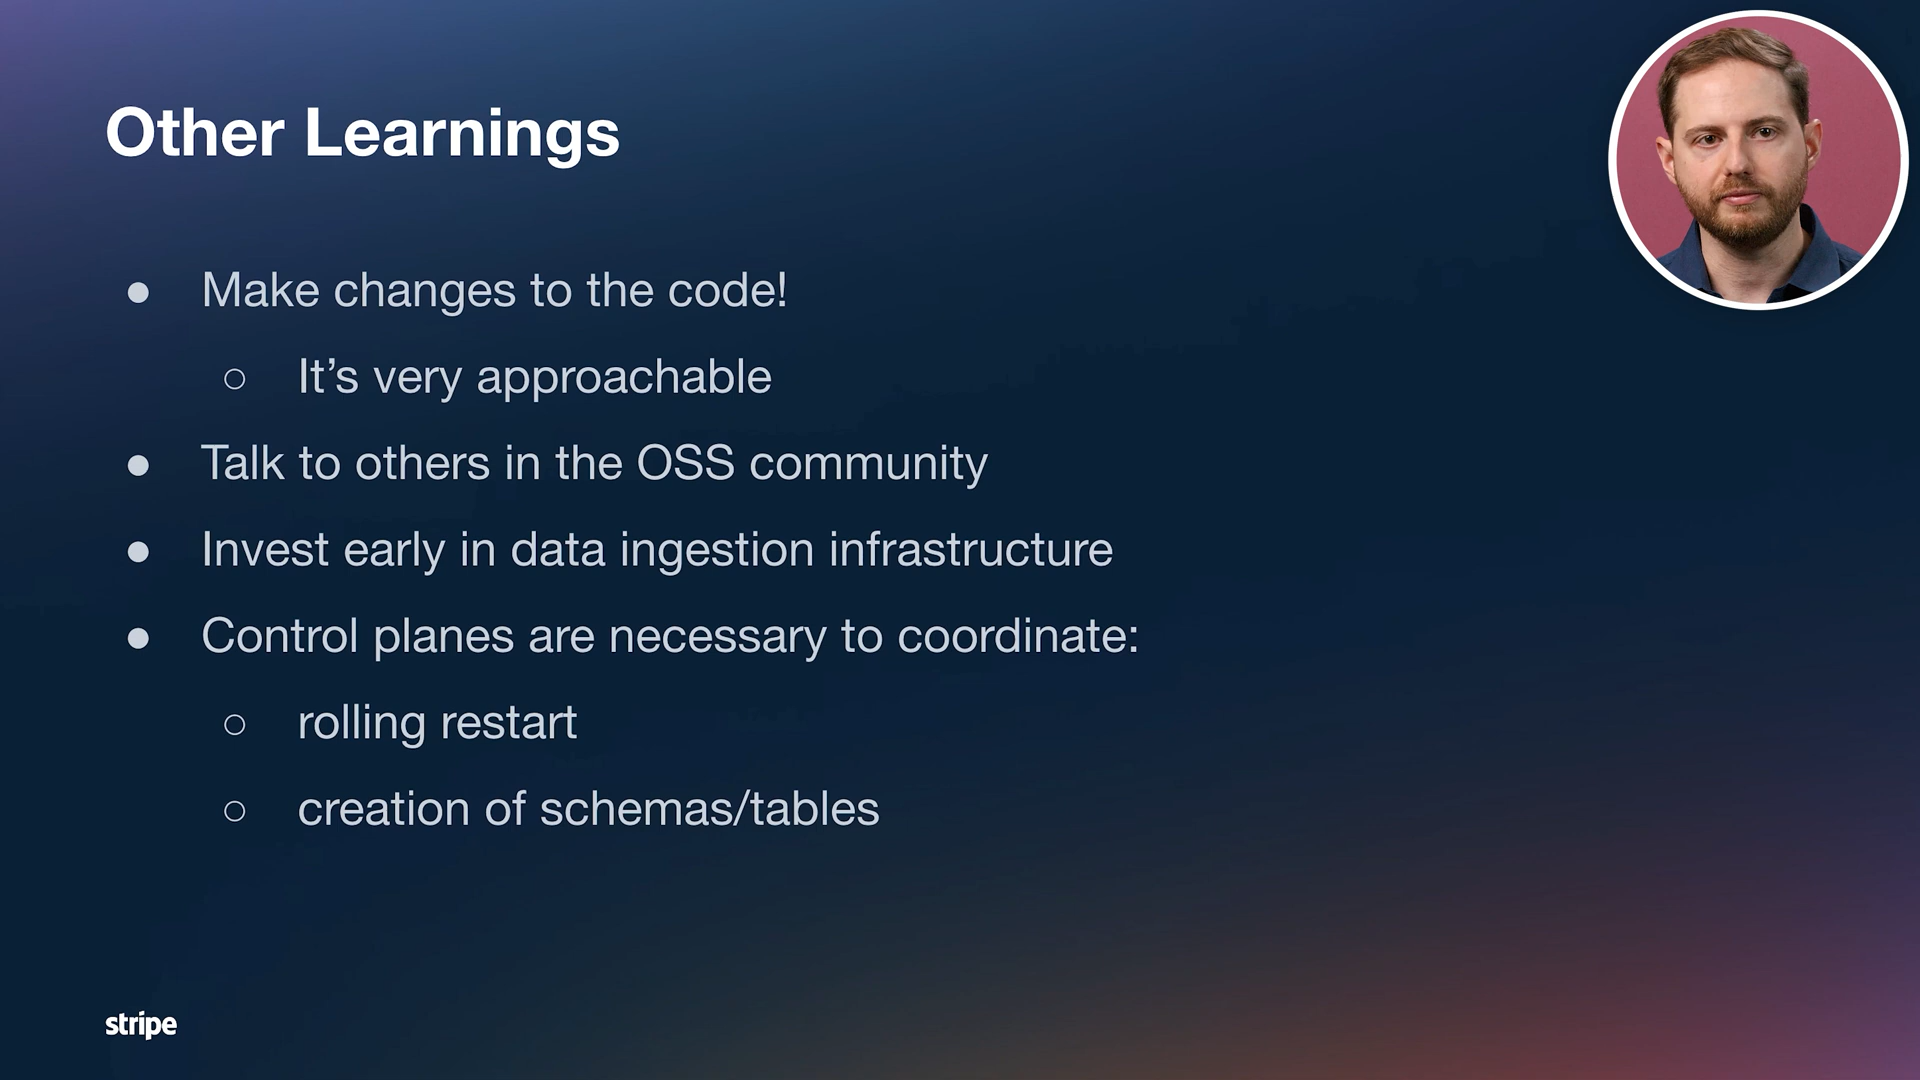 Other Learnings
● Make changes to the code!
○ It’s very approachable
● Talk to others in the OSS community
● Invest early in data ingestion infrastructure
● Control planes are necessary to coordinate:
○ rolling restart
○ creation of schemas/tables
stripe